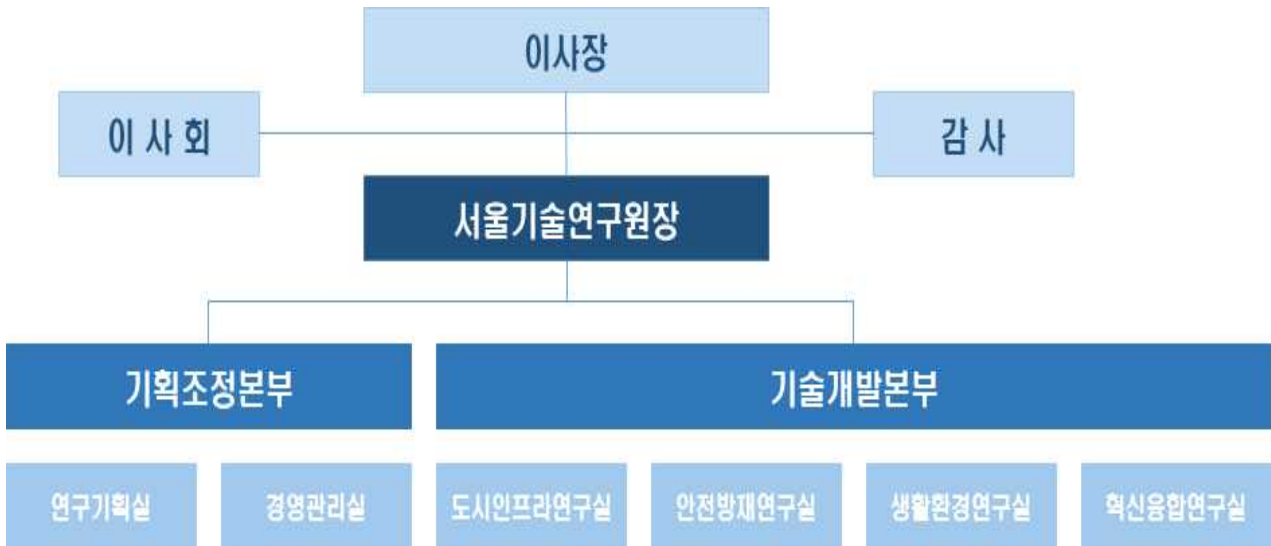 이사장
이 사 회
감 사
서울기술연구원장
기획조정본부
기술개발본부
연구기획실
경영관리실
도시인프라연구실
안전방재연구실
생활환경연구실
혁신융합연구실